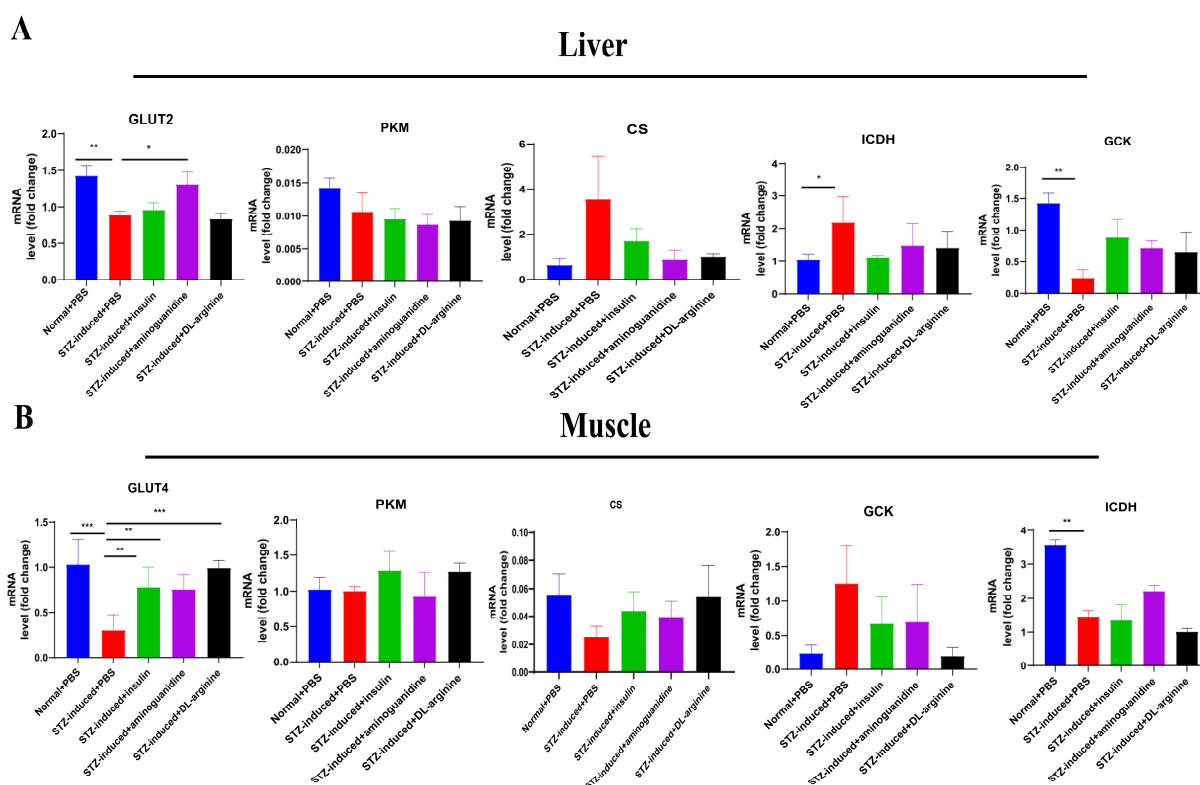 A
Liver
GLUT2
mRNA
level (fold change)
2.0
1.5
1.0
0.5
0.0
**
*
Normal+PBS
STZ-induced+PBS
STZ-induced+insulin
STZ-induced+aminoguanidine
STZ-induced+DL-arginine
PKM
mRNA
level (fold change)
0.020
0.015
0.010
0.005
0.000
Normal+PBS
STZ-induced+PBS
STZ-induced+insulin
STZ-induced+aminoguanidine
STZ-induced+DL-arginine
CS
mRNA
level (fold change)
6
4
2
0
Normal+PBS
STZ-induced+PBS
STZ-induced+insulin
STZ-induced+aminoguanidine
STZ-induced+DL-arginine
ICDH
mRNA
level (fold change)
4
3
2
1
0
*
Normal+PBS
STZ-induced+PBS
STZ-induced+insulin
STZ-induced+aminoguanidine
STZ-induced+DL-arginine
GCK
mRNA
level (fold change)
2.0
1.5
1.0
0.5
0.0
**
Normal+PBS
STZ-induced+PBS
STZ-induced+insulin
STZ-induced+aminoguanidine
STZ-induced+DL-arginine
B
Muscle
GLUT4
mRNA
level (fold change)
1.5
1.0
0.5
0.0
***
**
**
***
Normal+PBS
STZ-induced+PBS
STZ-induced+insulin
STZ-induced+aminoguanidine
STZ-induced+DL-arginine
PKM
mRNA
level (fold change)
2.0
1.5
1.0
0.5
0.0
Normal+PBS
STZ-induced+PBS
STZ-induced+insulin
STZ-induced+aminoguanidine
STZ-induced+DL-arginine
CS
mRNA
level (fold change)
0.10
0.08
0.06
0.04
0.02
0.00
Normal+PBS
STZ-induced+PBS
STZ-induced+insulin
STZ-induced+aminoguanidine
STZ-induced+DL-arginine
GCK
mRNA
level (fold change)
2.0
1.5
1.0
0.5
0.0
Normal+PBS
STZ-induced+PBS
STZ-induced+insulin
STZ-induced+aminoguanidine
STZ-induced+DL-arginine
ICDH
mRNA
level (fold change)
4
3
2
1
0
**
Normal+PBS
STZ-induced+PBS
STZ-induced+insulin
STZ-induced+aminoguanidine
STZ-induced+DL-arginine